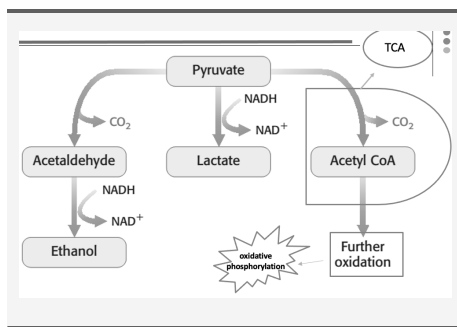 TCA
Pyruvate
NADH
CO2
NAD+
CO2
Acetaldehyde
Lactate
Acetyl CoA
NADH
NAD+
Ethanol
oxidative
phosphorylation
Further
oxidation